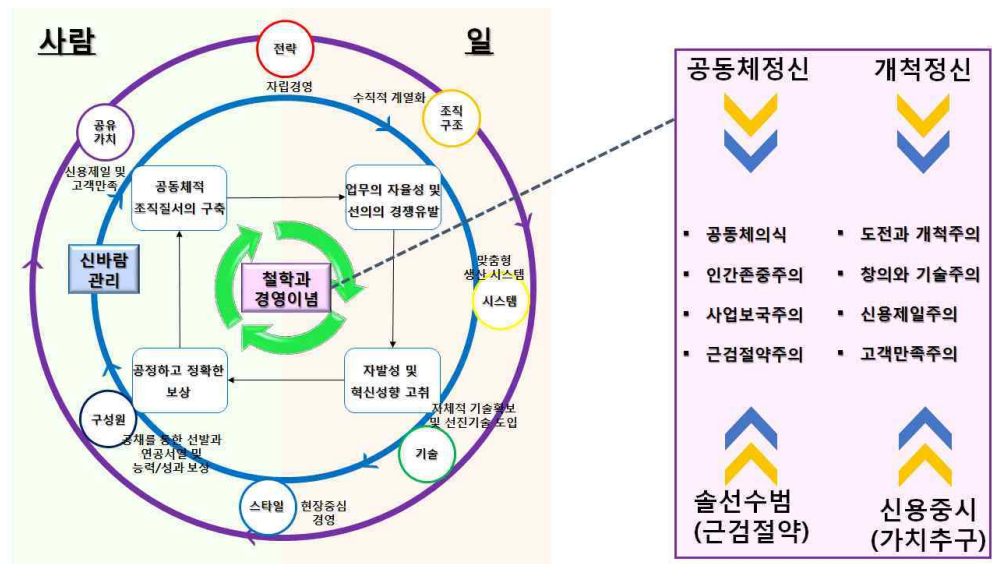 사람
일
전략
자립경영
수직적 계열화
조직
구조
공유
가치
신용제일 및
고객만족
공동체적
조직질서의 구축
업무의 자율성 및
선의의 경쟁유발
신바람
관리
철학과
경영이념
맞춤형
생산 시스템
시스템
공정하고 정확한
보상
자발성 및
혁신성향 고취
구성원
공채를 통한 선발과
연공서열 및
능력/성과 보상
자체적 기술확보
및 선진기술 도입
기술
스타일
현장중심
경영
공동체정신
개척정신
▪ 공동체의식
▪ 인간존중주의
▪ 사업보국주의
▪ 근검절약주의
▪ 도전과 개척주의
▪ 창의와 기술주의
▪ 신용제일주의
▪ 고객만족주의
솔선수범
(근검절약)
신용중시
(가치추구)